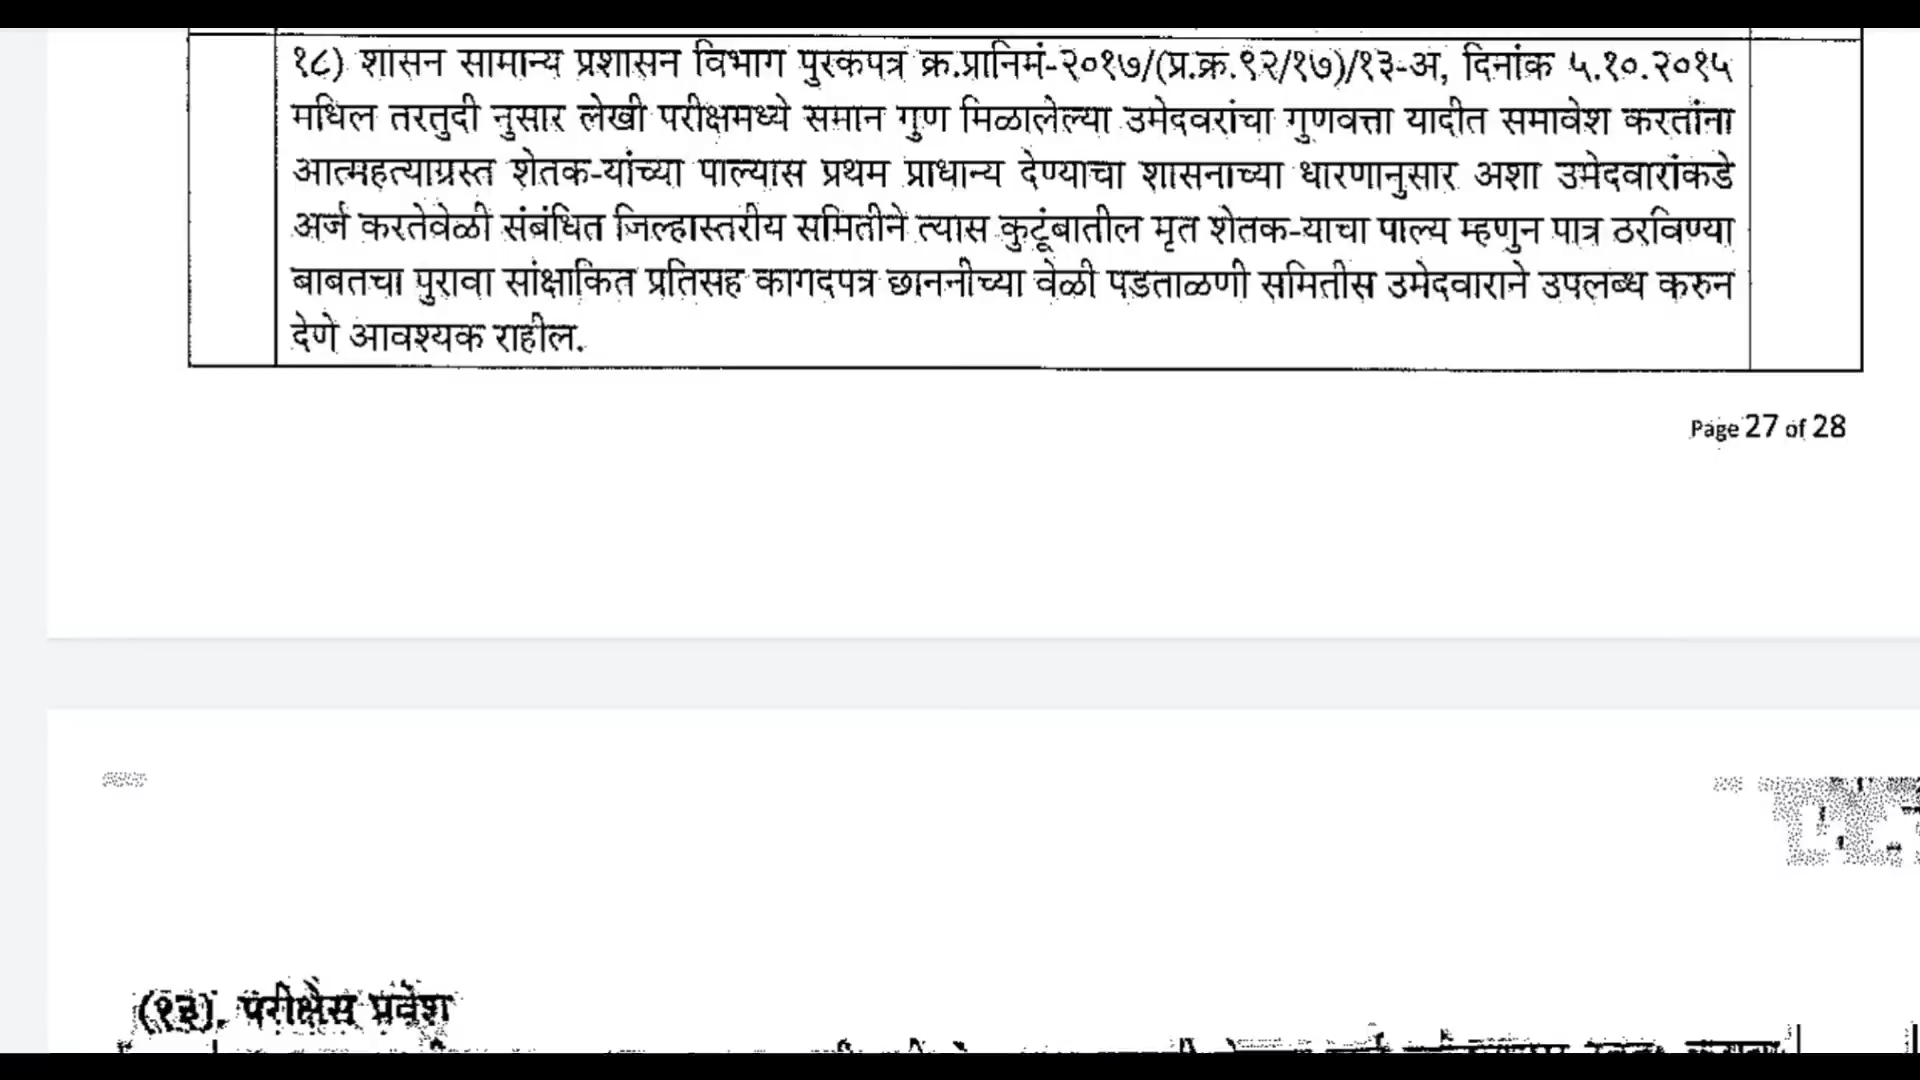 १८) शासन सामान्य प्रशासन विभाग पुरकपत्र क्र.प्रानिमं-२०१७/(प्र.क्र.९२/१७)/१३-अ, दिनांक ५.१०.२०१५
मधिल तरतुदी नुसार लेखी परीक्षमध्ये समान गुण मिळालेल्या उमेदवरांचा गुणवत्ता यादीत समावेश करतांना
आत्महत्याग्रस्त शेतक-यांच्या पाल्यास प्रथम प्राधान्य देण्याचा शासनाच्या धारणानुसार अशा उमेदवारांकडे
अर्ज करतेवेळी संबंधित जिल्हास्तरीय समितीने त्यास कुटूंबातील मृत शेतक-याचा पाल्य म्हणुन पात्र ठरविण्या
बाबतचा पुरावा सांक्षाकित प्रतिसह कागदपत्र छाननीच्या वेळी पडताळणी समितीस उमेदवाराने उपलब्ध करुन
देणे आवश्यक राहील.
Page 27 of 28
(१३). परीक्षेस प्रवेश